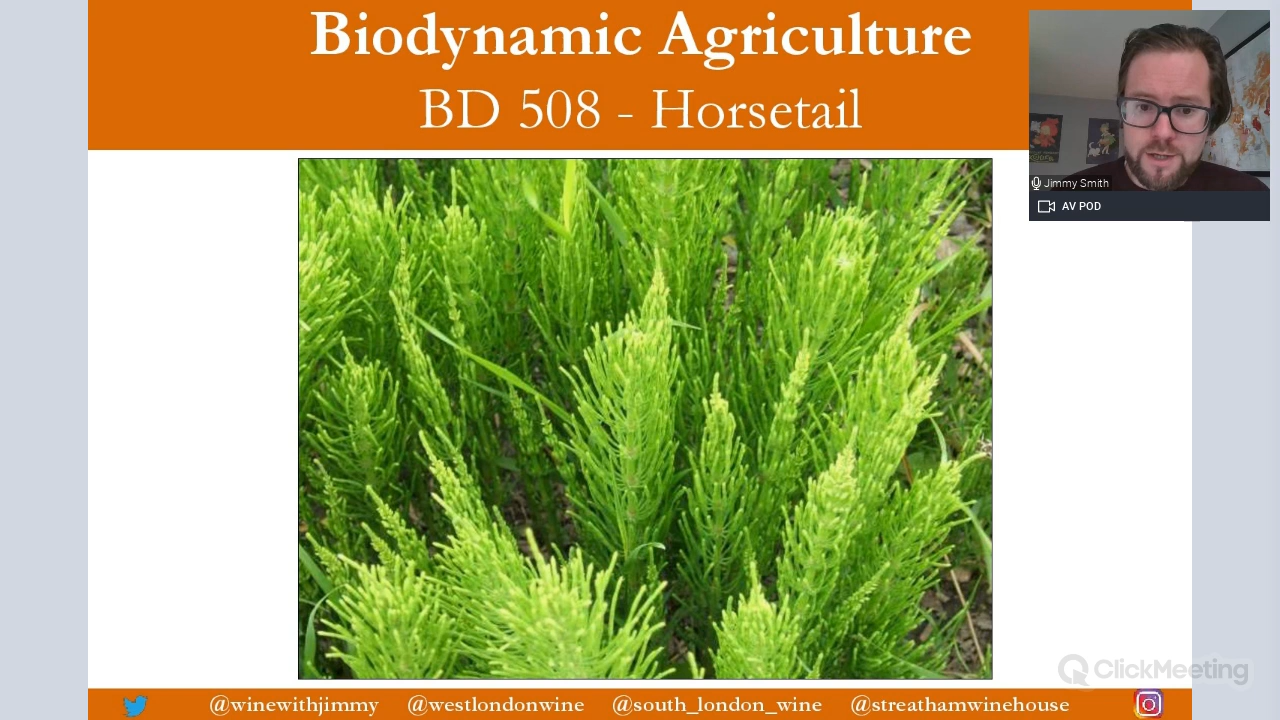 Biodynamic Agriculture
BD 508 - Horsetail
Jimmy Smith
AV POD
ClickMeeting
@winewithjimmy @westlondonwine @south_london_wine @streathamwinehouse